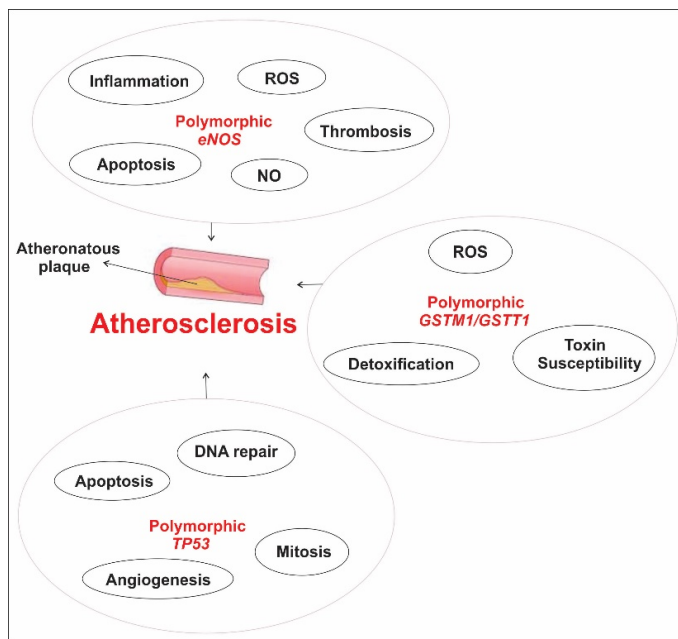 Inflammation
ROS
Polymorphic
eNOS
Thrombosis
Apoptosis
NO
Atheronatous
plaque
Atherosclerosis
ROS
Polymorphic
GSTM1/GSTT1
Detoxification
Toxin
Susceptibility
DNA repair
Apoptosis
Polymorphic
TP53
Mitosis
Angiogenesis